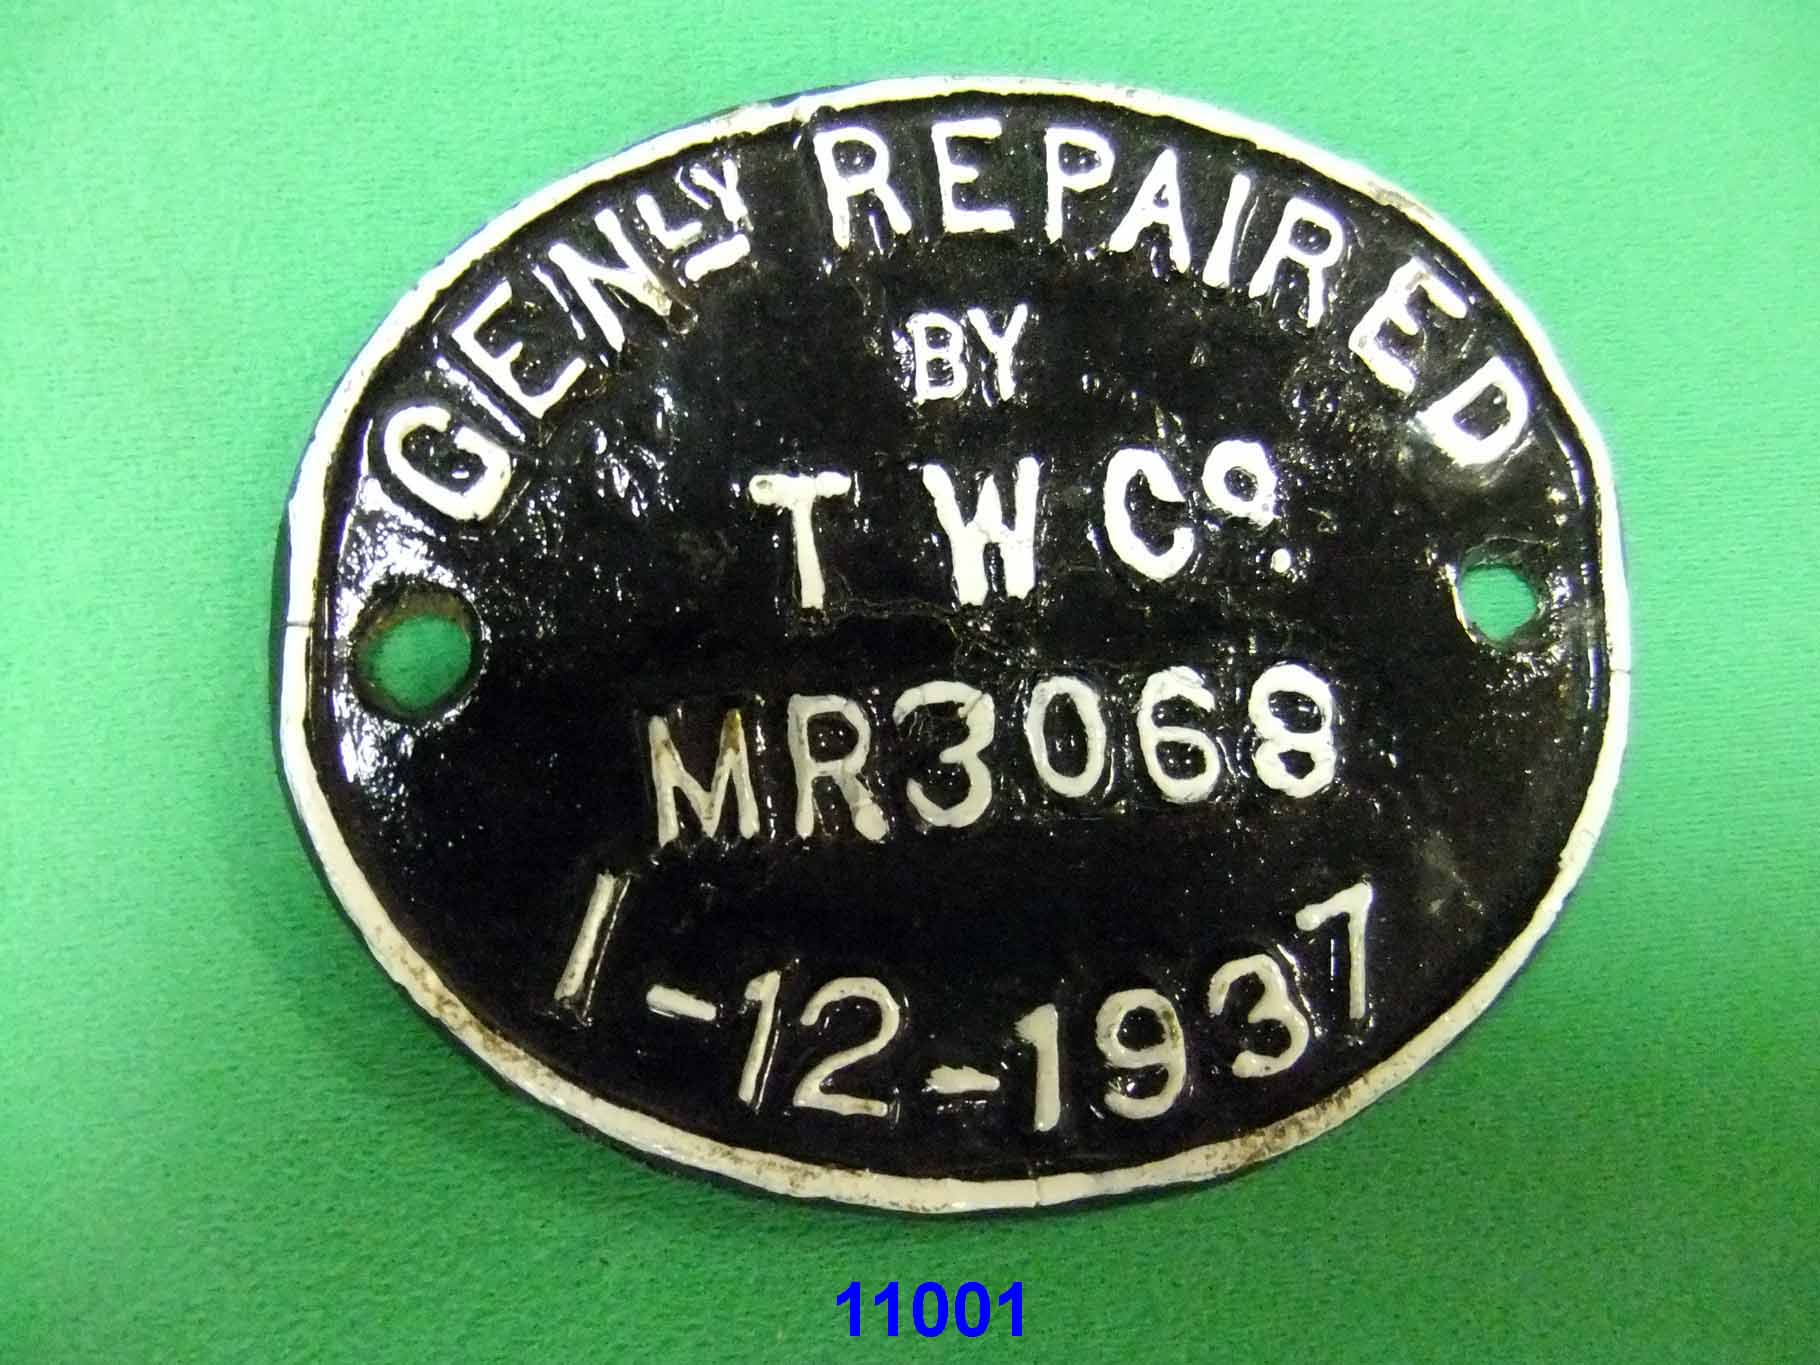 GENLY REPAIRED
BY
T W Co.
MR3068
1-12-1937
11001